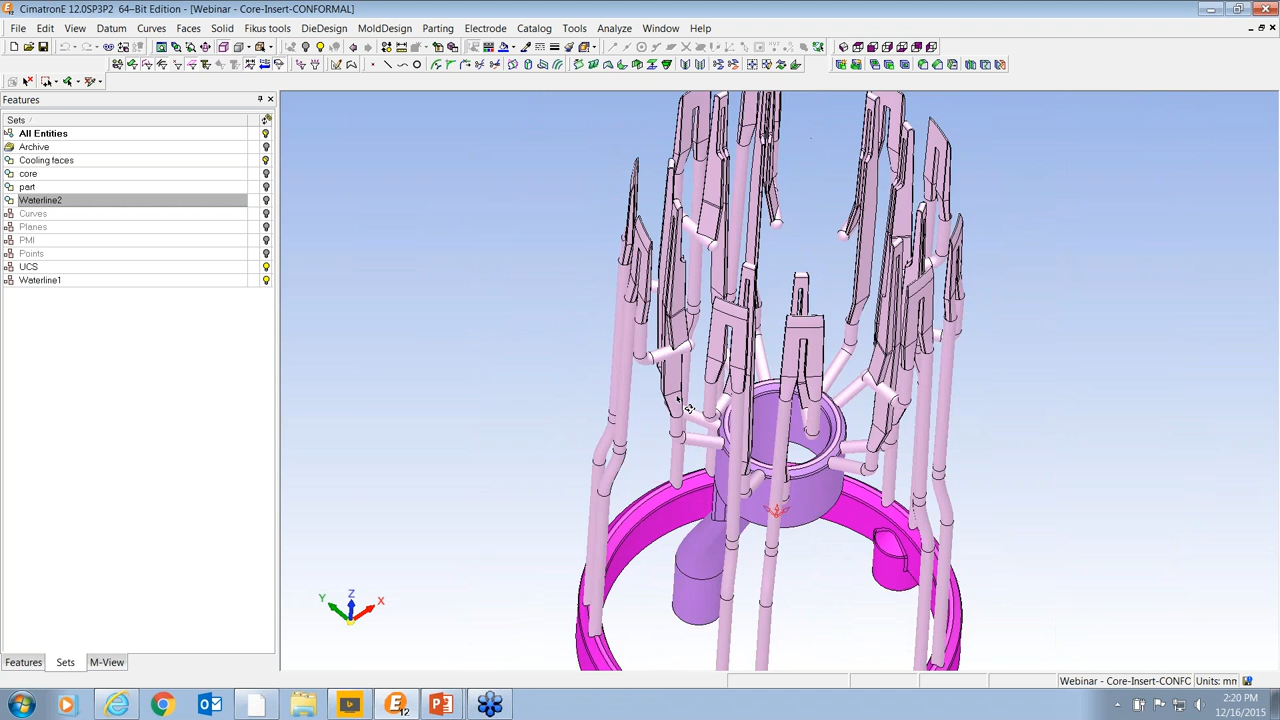 CimatronE 12.0SP3P2 64-Bit Edition - [Webinar - Core-Insert-CONFORMAL]
File Edit View Datum Curves Faces Solid Fikus tools DieDesign MoldDesign Parting Electrode Catalog Tools Analyze Window Help
Features
Sets
All Entities
Archive
Cooling faces
core
part
Waterline2
Curves
Planes
PMI
Points
UCS
Waterline1
Z
Y
X
Features Sets M-View
Webinar - Core-Insert-CONFC Units: mm
12
2:20 PM
12/16/2015